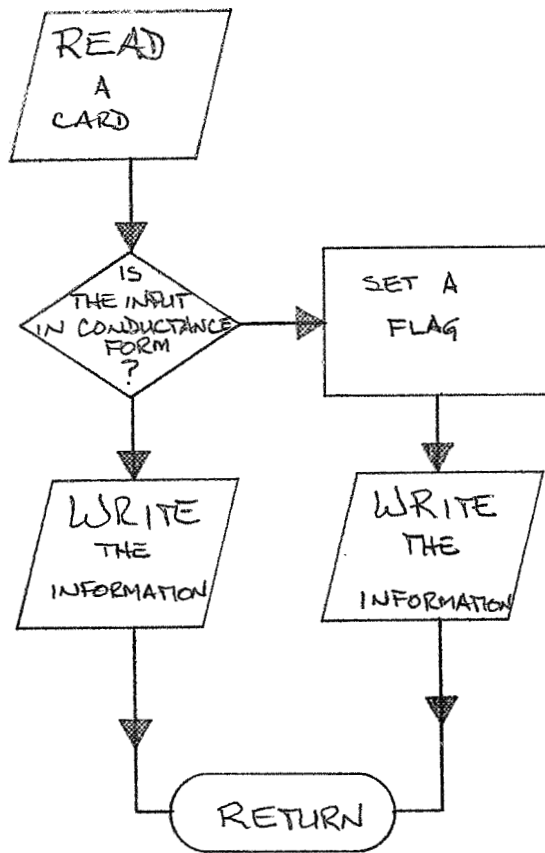 READ
A
CARD
IS
THE INPUT
IN CONDUCTANCE
FORM
?
SET A
FLAG
WRITE
THE
INFORMATION
WRITE
THE
INFORMATION
RETURN